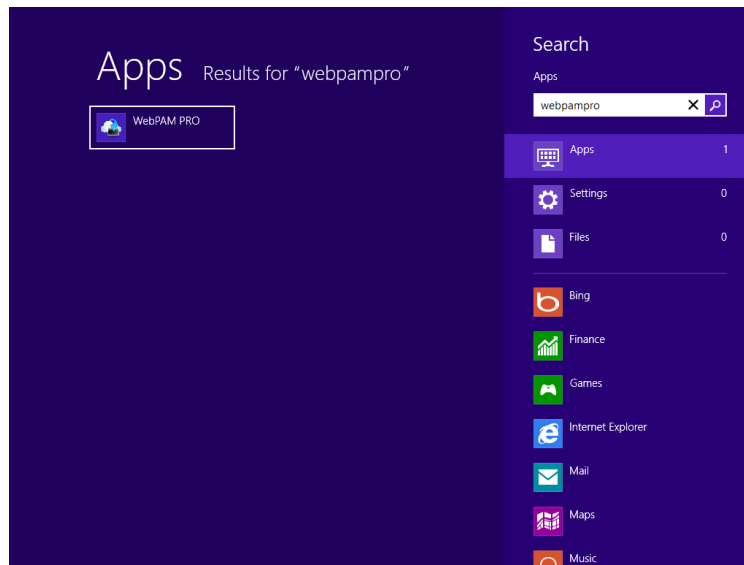 Apps Results for “webpampro”
WebPAM PRO
Search
Apps
webpampro
Apps 1
Settings 0
Files 0
Bing
Finance
Games
Internet Explorer
Mail
Maps
Music